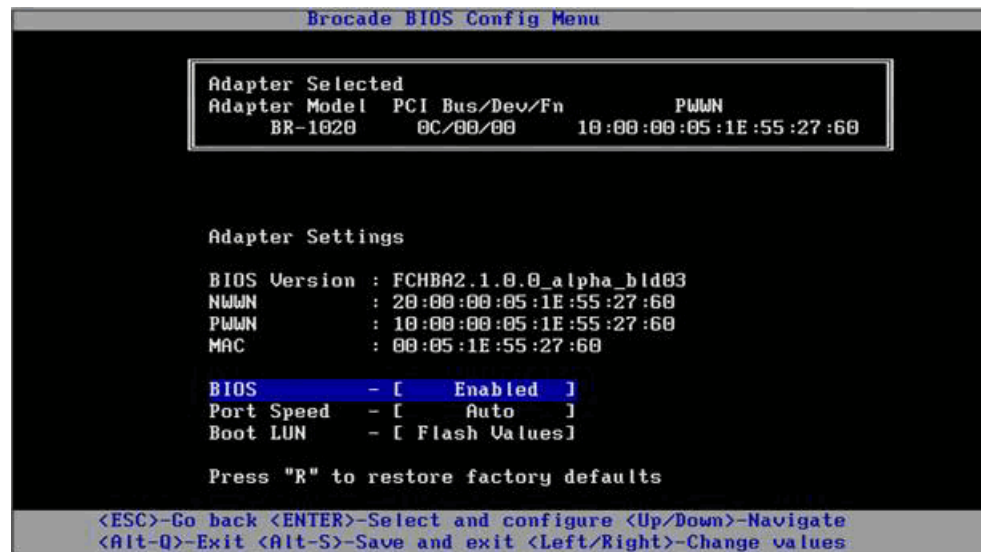 Brocade BIOS Config Menu
Adapter Selected
Adapter Model PCI Bus/Dev/Fn PWWN
BR-1020 0C/00/00 10:00:00:05:1E:55:27:60
Adapter Settings
BIOS Version : FCHBA2.1.0.0_alpha_bld03
NWWN : 20:00:00:05:1E:55:27:60
PWWN : 10:00:00:05:1E:55:27:60
MAC : 00:05:1E:55:27:60
BIOS - [ Enabled ]
Port Speed - [ Auto ]
Boot LUN - [ Flash Values]
Press "R" to restore factory defaults
<ESC>-Go back <ENTER>-Select and configure <Up/Down>-Navigate
<Alt-Q>-Exit <Alt-S>-Save and exit <Left/Right>-Change values